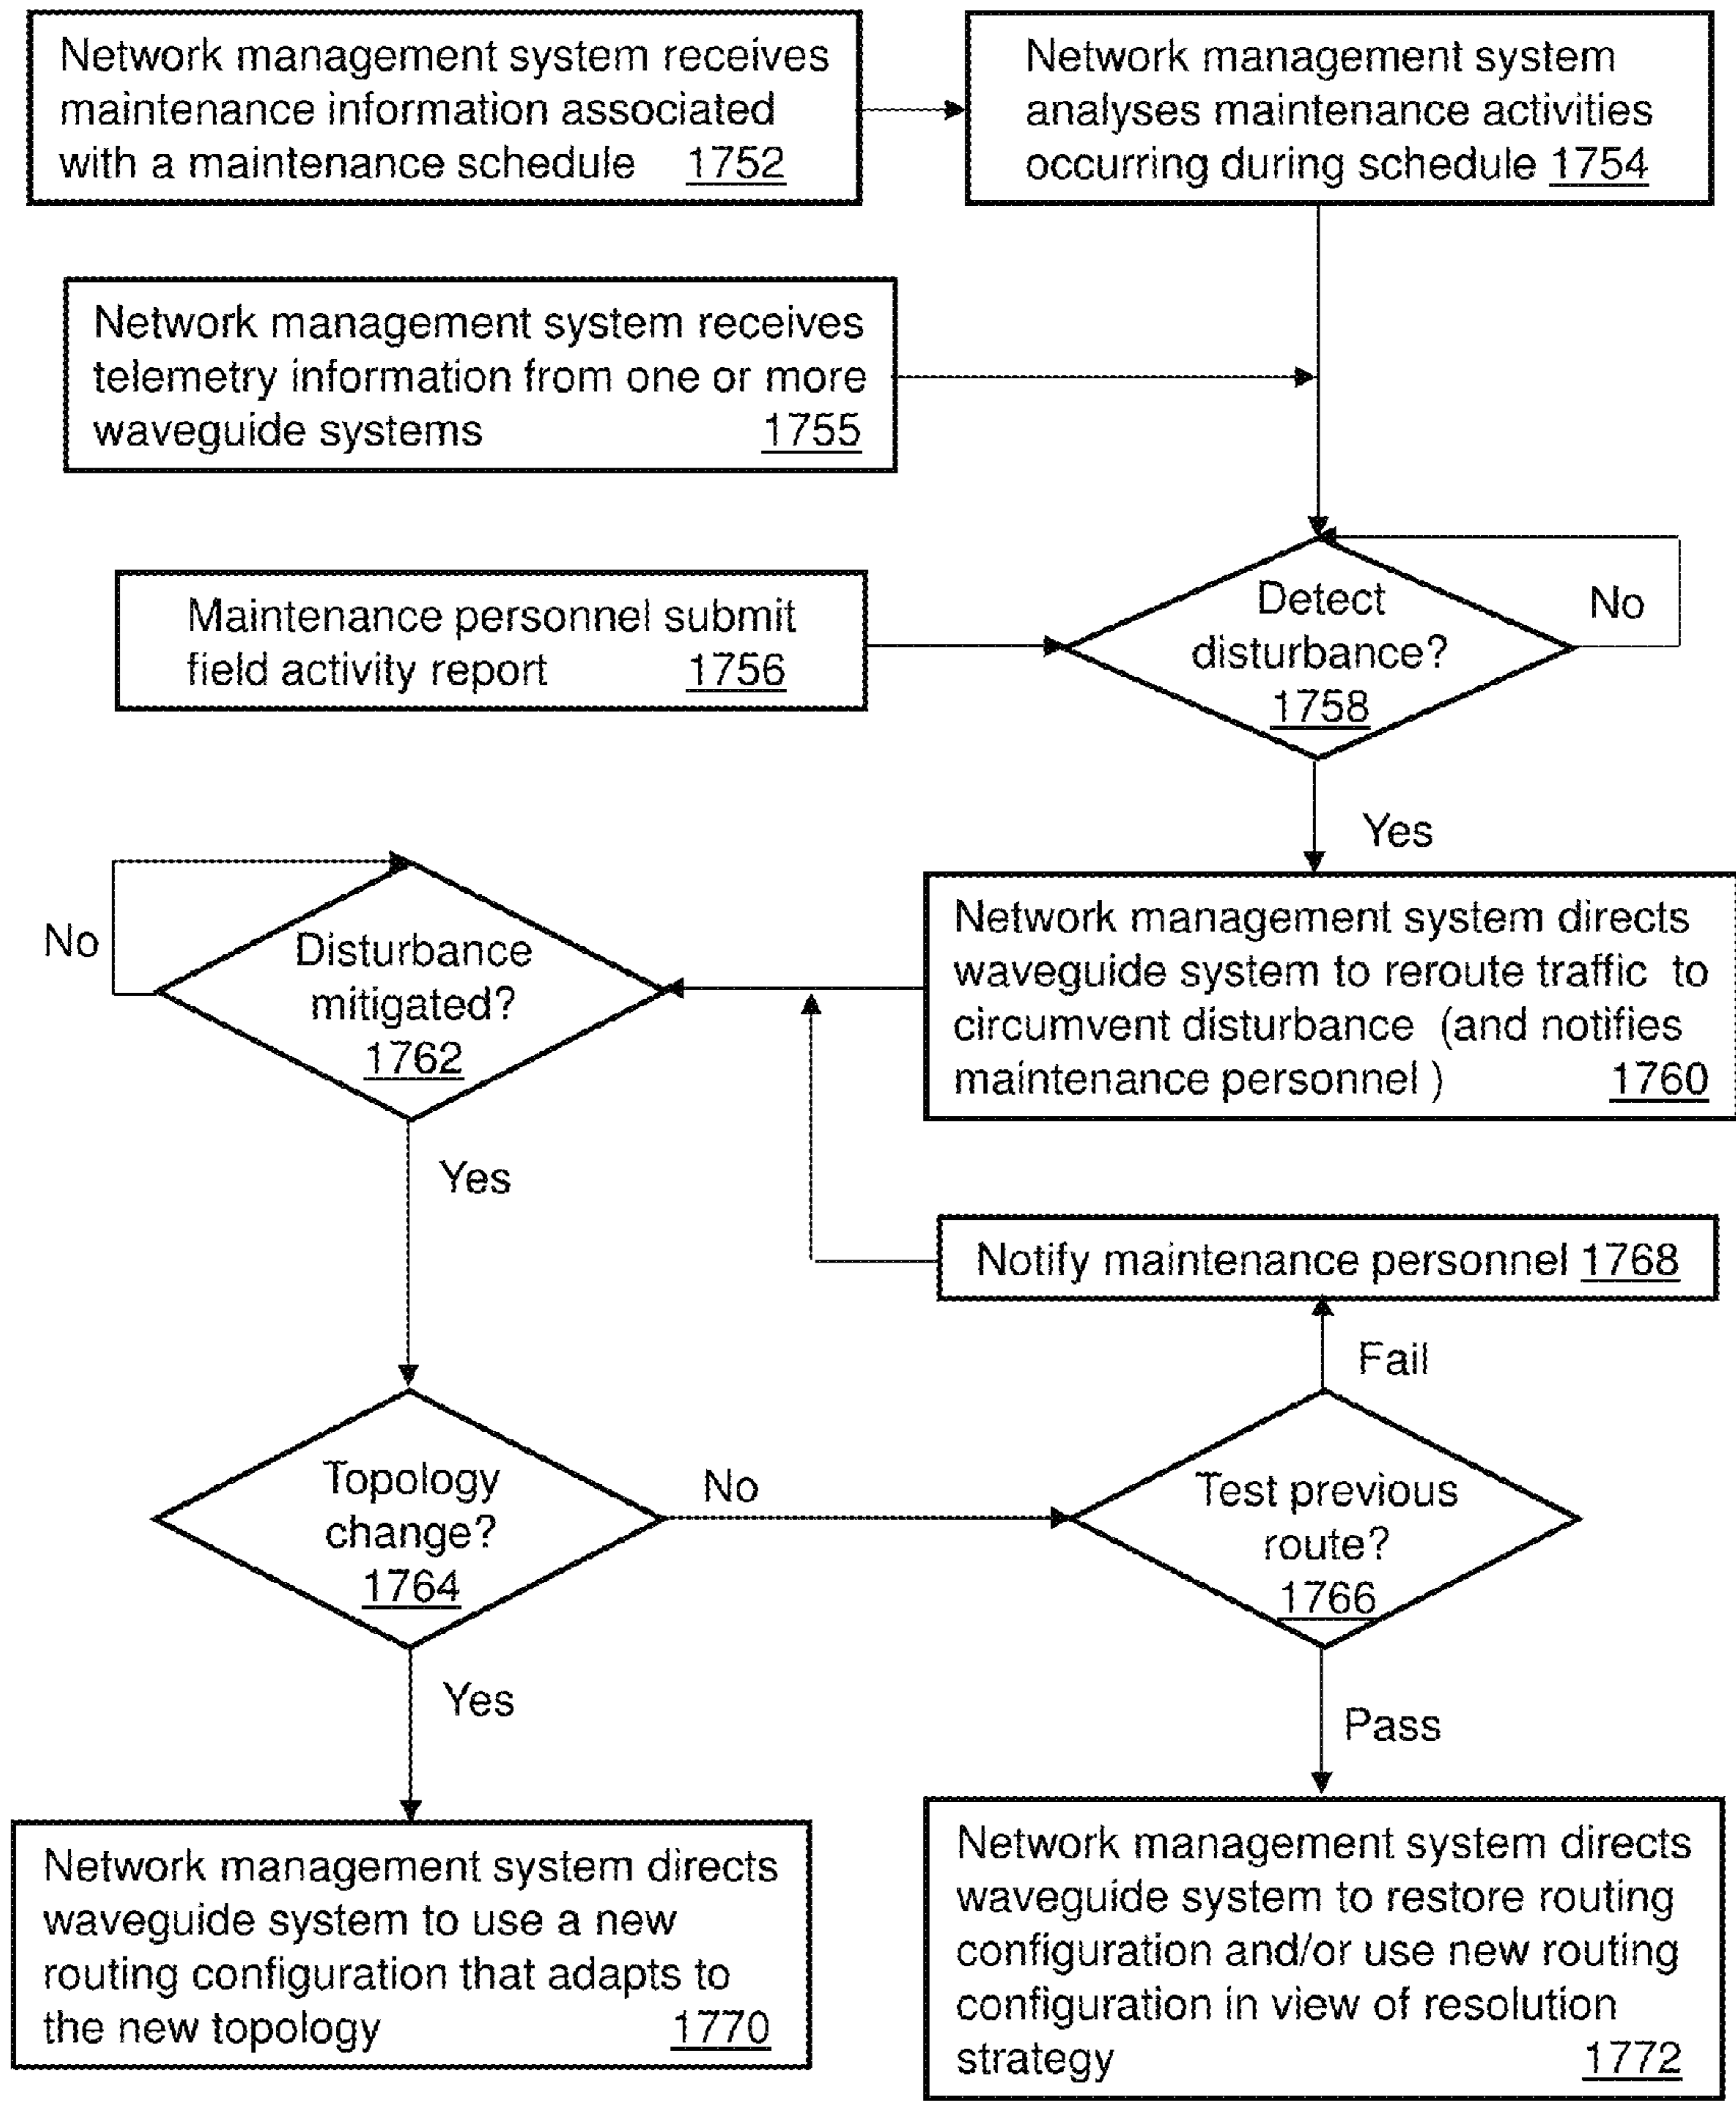 Network management system receives
maintenance information associated
with a maintenance schedule 1752
Network management system
analyses maintenance activities
occurring during schedule 1754
Network management system receives
telemetry information from one or more
waveguide systems 1755
Maintenance personnel submit
field activity report 1756
Detect
disturbance?
1758
No
Yes
Network management system directs
waveguide system to reroute traffic to
circumvent disturbance (and notifies
maintenance personnel ) 1760
Disturbance
mitigated?
1762
No
Yes
Notify maintenance personnel 1768
Fail
Topology
change?
1764
No
Test previous
route?
1766
Yes
Pass
Network management system directs
waveguide system to use a new
routing configuration that adapts to
the new topology 1770
Network management system directs
waveguide system to restore routing
configuration and/or use new routing
configuration in view of resolution
strategy 1772